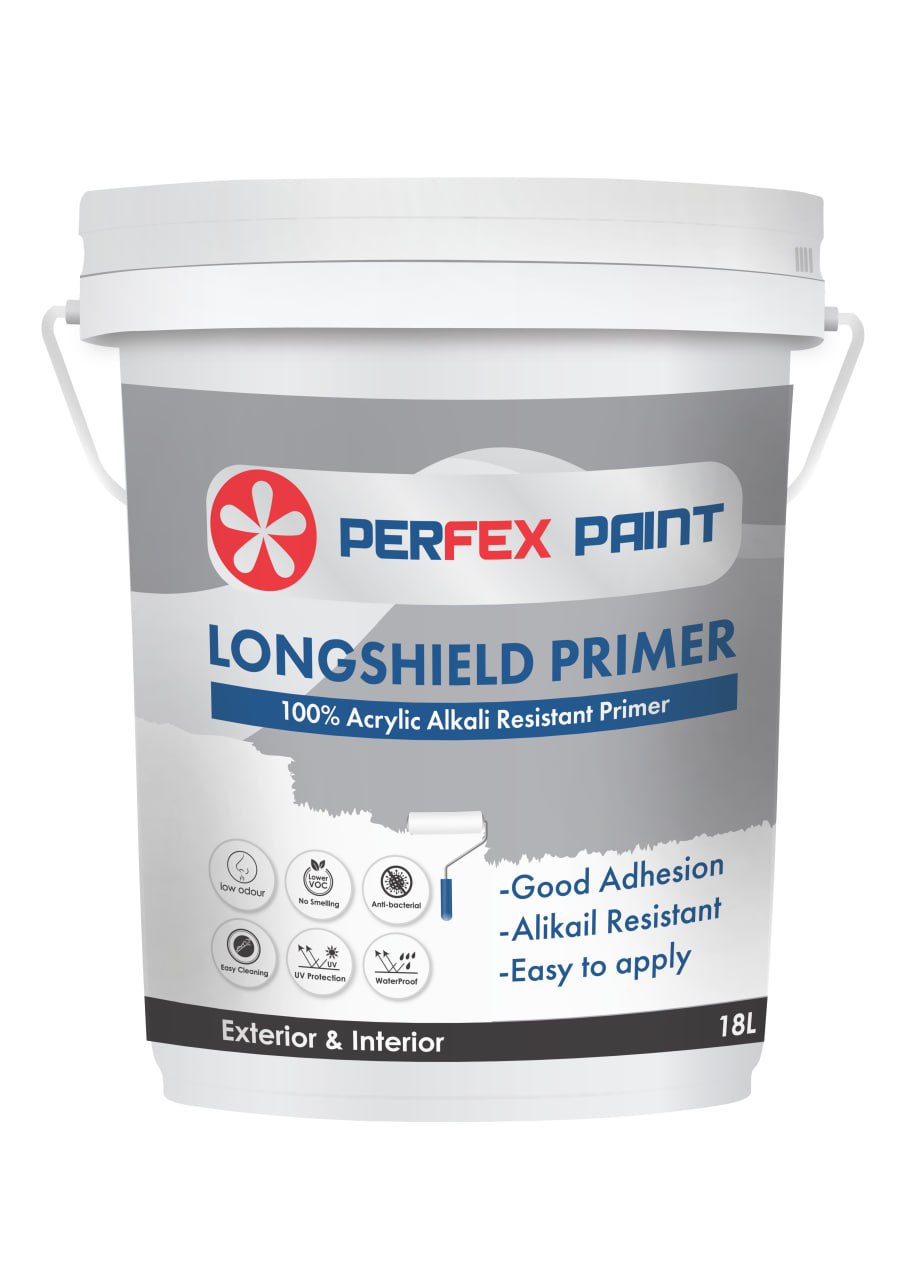 PERFEX PAINT
LONGSHIELD PRIMER
100% Acrylic Alkali Resistant Primer
low odour
Lower
VOC
No Smelling
Anti-bacterial
Easy Cleaning
UV
UV Protection
WaterProof
-Good Adhesion
-Alikail Resistant
-Easy to apply
Exterior & Interior
18L